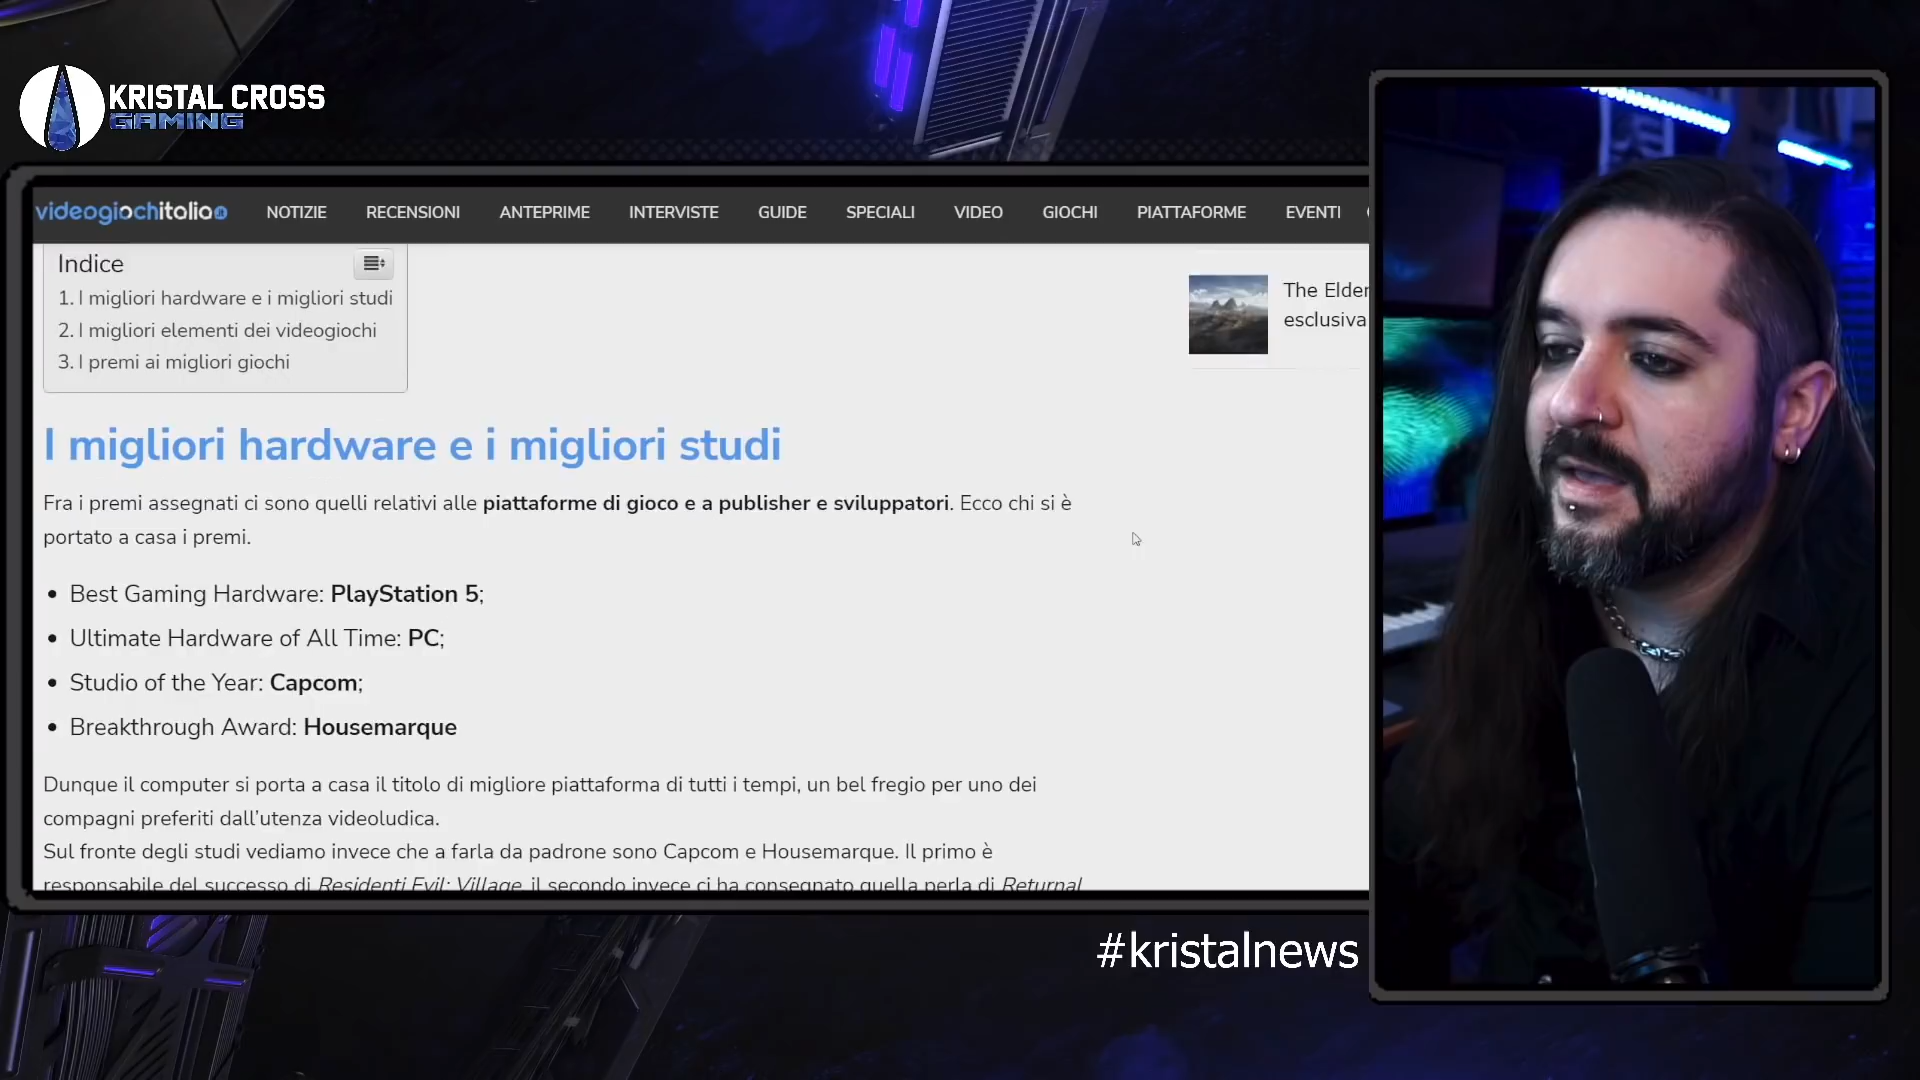 KRISTAL CROSS
GAMING
videogiochitalia.it
NOTIZIE RECENSIONI ANTEPRIME INTERVISTE GUIDE SPECIALI VIDEO GIOCHI PIATTAFORME EVENTI
Indice
1. I migliori hardware e i migliori studi
2. I migliori elementi dei videogiochi
3. I premi ai migliori giochi
The Elder
esclusiva
I migliori hardware e i migliori studi
Fra i premi assegnati ci sono quelli relativi alle piattaforme di gioco e a publisher e sviluppatori. Ecco chi si è
portato a casa i premi.
• Best Gaming Hardware: PlayStation 5;
• Ultimate Hardware of All Time: PC;
• Studio of the Year: Capcom;
• Breakthrough Award: Housemarque
Dunque il computer si porta a casa il titolo di migliore piattaforma di tutti i tempi, un bel fregio per uno dei
compagni preferiti dall'utenza videoludica.
Sul fronte degli studi vediamo invece che a farla da padrone sono Capcom e Housemarque. Il primo è
responsabile del successo di Residenti Evil: Village, il secondo invece ci ha consegnato quella perla di Returnal
#kristalnews